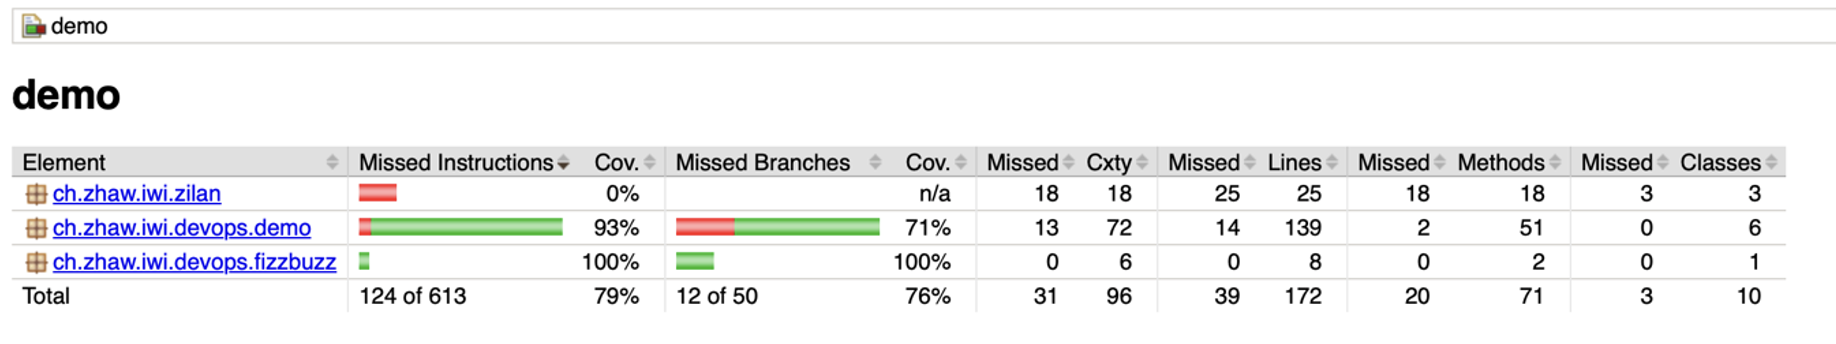 demo
demo
Element Missed Instructions Cov. Missed Branches Cov. Missed Cxty Missed Lines Missed Methods Missed Classes
ch.zhaw.iwi.zilan 0% n/a 18 18 25 25 18 18 3 3
ch.zhaw.iwi.devops.demo 93% 71% 13 72 14 139 2 51 0 6
ch.zhaw.iwi.devops.fizzbuzz 100% 100% 0 6 0 8 0 2 0 1
Total 124 of 613 79% 12 of 50 76% 31 96 39 172 20 71 3 10